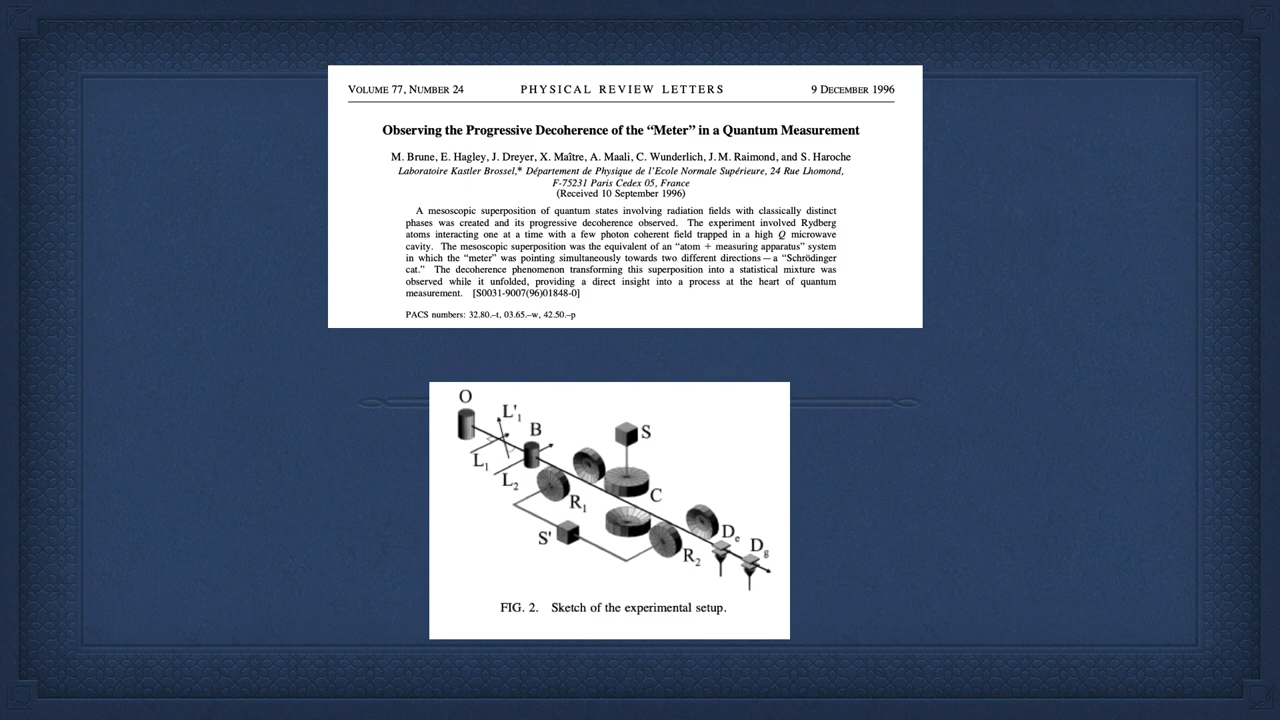 VOLUME 77, NUMBER 24 PHYSICAL REVIEW LETTERS 9 DECEMBER 1996
Observing the Progressive Decoherence of the “Meter” in a Quantum Measurement
M. Brune, E. Hagley, J. Dreyer, X. Maître, A. Maali, C. Wunderlich, J. M. Raimond, and S. Haroche
Laboratoire Kastler Brossel,* Département de Physique de l’Ecole Normale Supérieure, 24 Rue Lhomond,
F-75231 Paris Cedex 05, France
(Received 10 September 1996)
A mesoscopic superposition of quantum states involving radiation fields with classically distinct
phases was created and its progressive decoherence observed. The experiment involved Rydberg
atoms interacting one at a time with a few photon coherent field trapped in a high Q microwave
cavity. The mesoscopic superposition was the equivalent of an “atom + measuring apparatus” system
in which the “meter” was pointing simultaneously towards two different directions—a “Schrödinger
cat.” The decoherence phenomenon transforming this superposition into a statistical mixture was
observed while it unfolded, providing a direct insight into a process at the heart of quantum
measurement. [S0031-9007(96)01848-0]
PACS numbers: 32.80.–t, 03.65.–w, 42.50.–p
O
L'1
B
S
L1
L2
C
R1
S'
R2
De
Dg
FIG. 2. Sketch of the experimental setup.